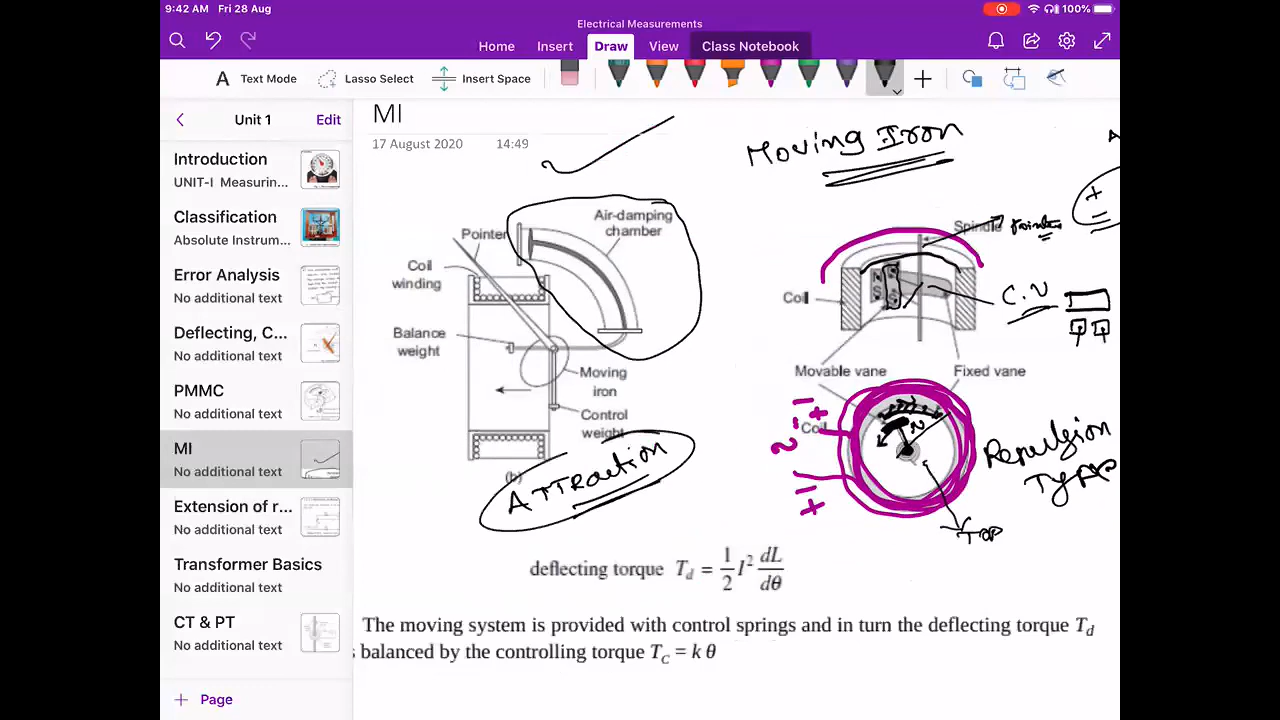 9:42 AM Fri 28 Aug
100%
Electrical Measurements
Home Insert Draw View Class Notebook
Text Mode
Lasso Select
Insert Space
Unit 1
Edit
Introduction
UNIT-I Measurin...
Classification
Absolute Instrum...
Error Analysis
No additional text
Deflecting, C...
No additional text
PMMC
No additional text
MI
No additional text
Extension of r...
No additional text
Transformer Basics
No additional text
CT & PT
No additional text
+ Page
MI
17 August 2020 14:49
Moving Iron
Air-damping
chamber
Pointer
Coil
winding
Balance
weight
Moving
iron
Control
weight
(b)
ATTRACTION
Spindle
Pointer
+
-
Coil
N
S
C.V
Movable vane
Fixed vane
Coil
N
Repulsion
Type
TOP
deflecting torque T_d = 1/2 I² dL/dθ
The moving system is provided with control springs and in turn the deflecting torque T_d
s balanced by the controlling torque T_C = k θ